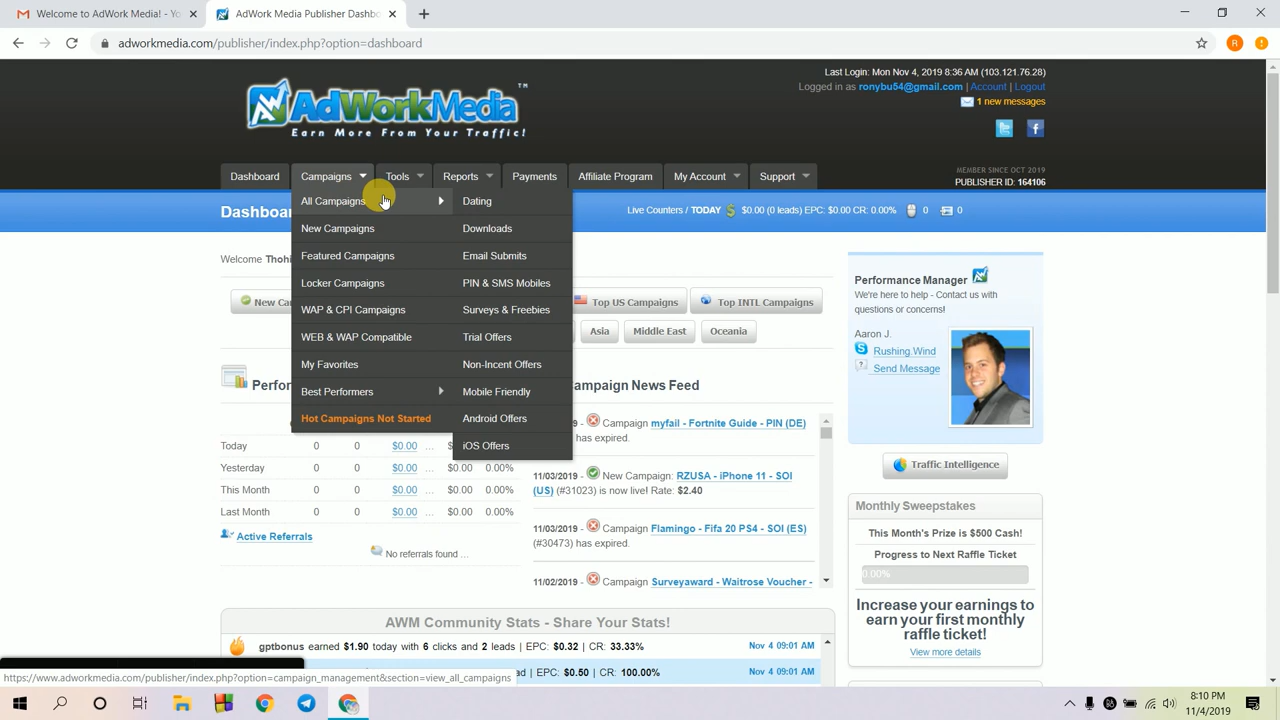 Welcome to AdWork Media! - Yo
AdWork Media Publisher Dashbo
adworkmedia.com/publisher/index.php?option=dashboard
R
Last Login: Mon Nov 4, 2019 8:36 AM (103.121.76.28)
Logged in as ronybu54@gmail.com | Account | Logout
1 new messages
AdWorkMedia™
Earn More From Your Traffic!
Dashboard
Campaigns
Tools
Reports
Payments
Affiliate Program
My Account
Support
MEMBER SINCE OCT 2019
PUBLISHER ID: 164106
All Campaigns
New Campaigns
Featured Campaigns
Locker Campaigns
WAP & CPI Campaigns
WEB & WAP Compatible
My Favorites
Best Performers
Hot Campaigns Not Started
Dating
Downloads
Email Submits
PIN & SMS Mobiles
Surveys & Freebies
Trial Offers
Non-Incent Offers
Mobile Friendly
Android Offers
iOS Offers
Dashboar
Live Counters / TODAY $0.00 (0 leads) EPC: $0.00 CR: 0.00% 0 0
Welcome Thohi
New Ca
Top US Campaigns
Top INTL Campaigns
Asia
Middle East
Oceania
Perfor
ampaign News Feed
Today 0 0 $0.00 ... $0.00 0.00%
Yesterday 0 0 $0.00 ... $0.00 0.00%
This Month 0 0 $0.00 ... $0.00 0.00%
Last Month 0 0 $0.00 ... $0.00 0.00%
Active Referrals
No referrals found ...
Campaign myfail - Fortnite Guide - PIN (DE)
has expired.
11/03/2019 - New Campaign: RZUSA - iPhone 11 - SOI
(US) (#31023) is now live! Rate: $2.40
11/03/2019 - Campaign Flamingo - Fifa 20 PS4 - SOI (ES)
(#30473) has expired.
11/02/2019 - Campaign Surveyaward - Waitrose Voucher -
AWM Community Stats - Share Your Stats!
gptbonus earned $1.90 today with 6 clicks and 2 leads | EPC: $0.32 | CR: 33.33%
Nov 4 09:01 AM
ead | EPC: $0.00 | CR: 100.00%
Nov 4 09:01 AM
Performance Manager
We're here to help - Contact us with
questions or concerns!
Aaron J.
Rushing.Wind
Send Message
Traffic Intelligence
Monthly Sweepstakes
This Month's Prize is $500 Cash!
Progress to Next Raffle Ticket
0.00%
Increase your earnings to
earn your first monthly
raffle ticket!
View more details
https://www.adworkmedia.com/publisher/index.php?option=campaign_management&section=view_all_campaigns
8:10 PM
11/4/2019